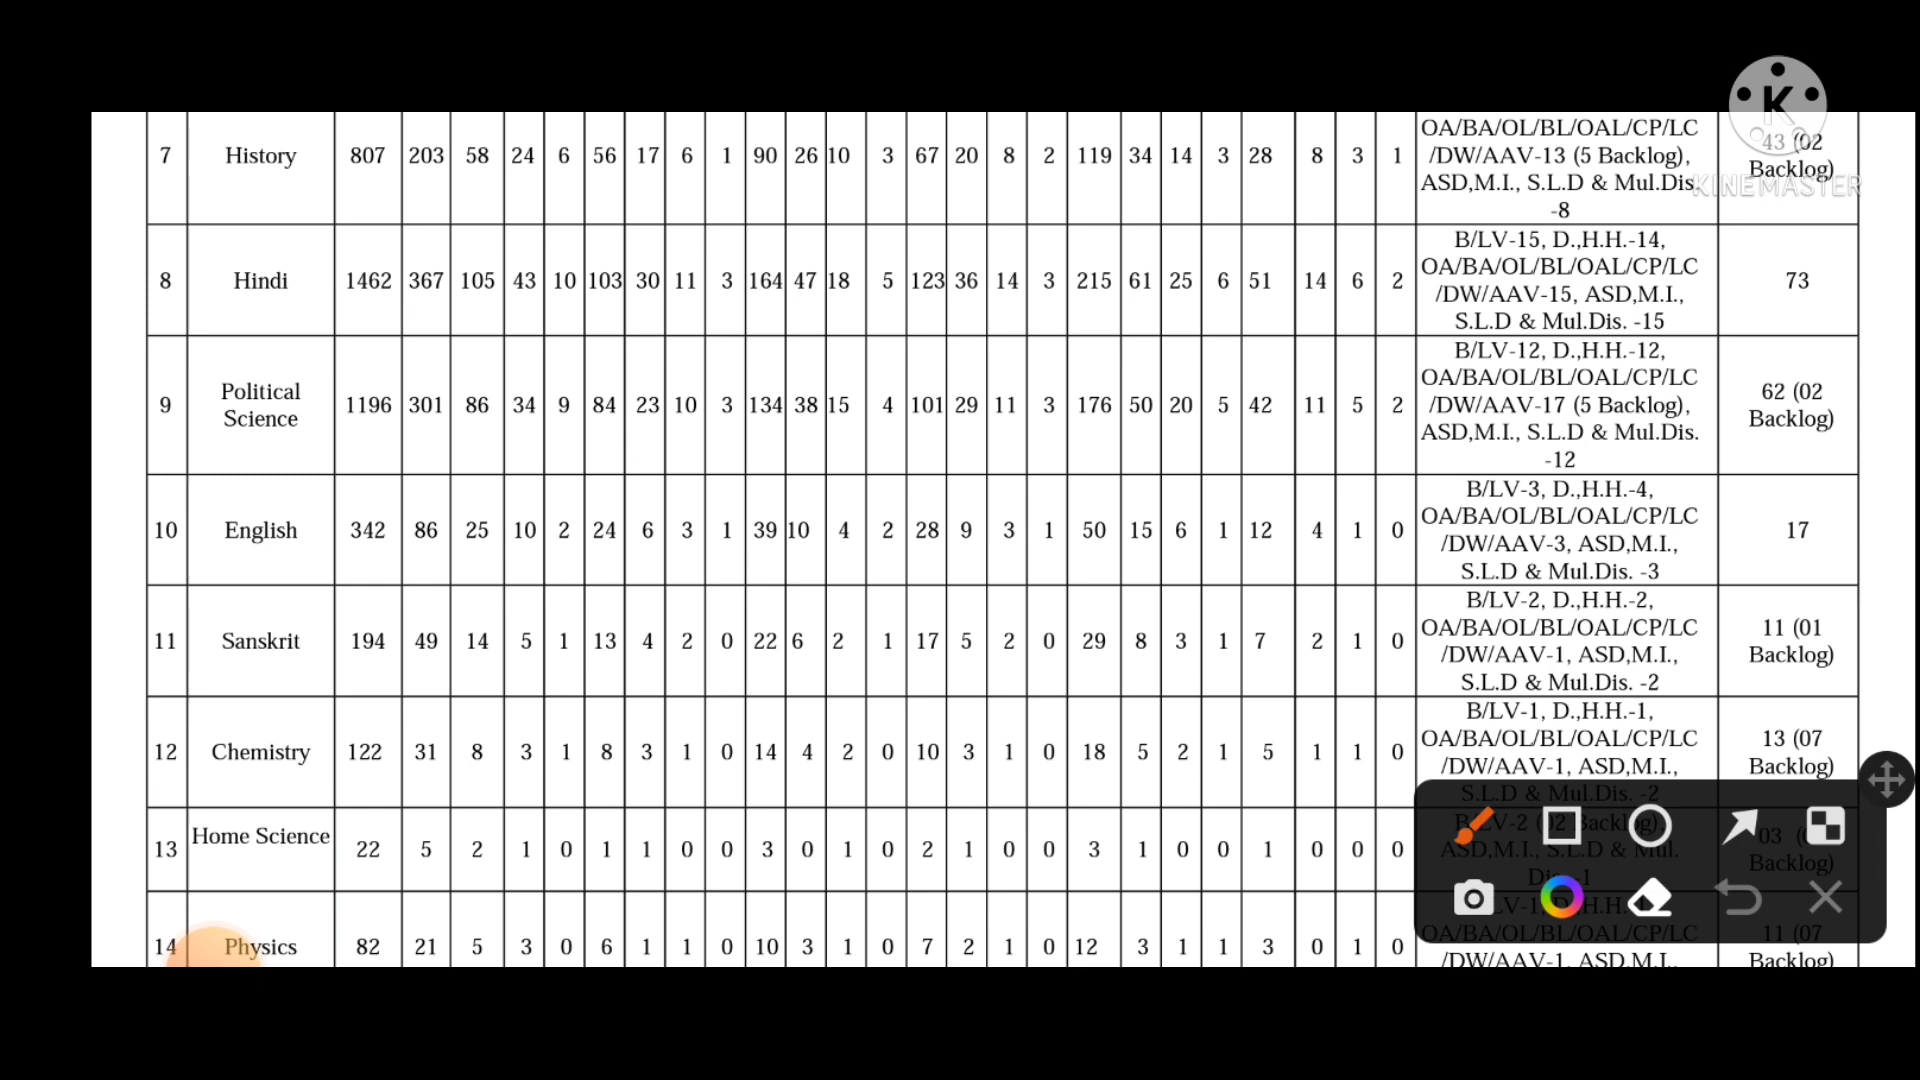 7 History 807 203 58 24 6 56 17 6 1 90 26 10 3 67 20 8 2 119 34 14 3 28 8 3 1 OA/BA/OL/BL/OAL/CP/LC /DW/AAV-13 (5 Backlog), ASD,M.I., S.L.D & Mul.Dis. -8 43 (02 Backlog)
K
KINEMASTER
8 Hindi 1462 367 105 43 10 103 30 11 3 164 47 18 5 123 36 14 3 215 61 25 6 51 14 6 2 B/LV-15, D.,H.H.-14, OA/BA/OL/BL/OAL/CP/LC /DW/AAV-15, ASD,M.I., S.L.D & Mul.Dis. -15 73
9 Political Science 1196 301 86 34 9 84 23 10 3 134 38 15 4 101 29 11 3 176 50 20 5 42 11 5 2 B/LV-12, D.,H.H.-12, OA/BA/OL/BL/OAL/CP/LC /DW/AAV-17 (5 Backlog), ASD,M.I., S.L.D & Mul.Dis. -12 62 (02 Backlog)
10 English 342 86 25 10 2 24 6 3 1 39 10 4 2 28 9 3 1 50 15 6 1 12 4 1 0 B/LV-3, D.,H.H.-4, OA/BA/OL/BL/OAL/CP/LC /DW/AAV-3, ASD,M.I., S.L.D & Mul.Dis. -3 17
11 Sanskrit 194 49 14 5 1 13 4 2 0 22 6 2 1 17 5 2 0 29 8 3 1 7 2 1 0 B/LV-2, D.,H.H.-2, OA/BA/OL/BL/OAL/CP/LC /DW/AAV-1, ASD,M.I., S.L.D & Mul.Dis. -2 11 (01 Backlog)
12 Chemistry 122 31 8 3 1 8 3 1 0 14 4 2 0 10 3 1 0 18 5 2 1 5 1 1 0 B/LV-1, D.,H.H.-1, OA/BA/OL/BL/OAL/CP/LC /DW/AAV-1, ASD,M.I., S.L.D & Mul.Dis. -2 13 (07 Backlog)
13 Home Science 22 5 2 1 0 1 1 0 0 3 0 1 0 2 1 0 0 3 1 0 0 1 0 0 0 ASD,M.I., S.L.D & Mul. 03 Backlog)
14 Physics 82 21 5 3 0 6 1 1 0 10 3 1 0 7 2 1 0 12 3 1 1 3 0 1 0 OA/BA/OL/BL/OAL/CP/LC /DW/AAV-1, ASD,M.I., 11 (07 Backlog)